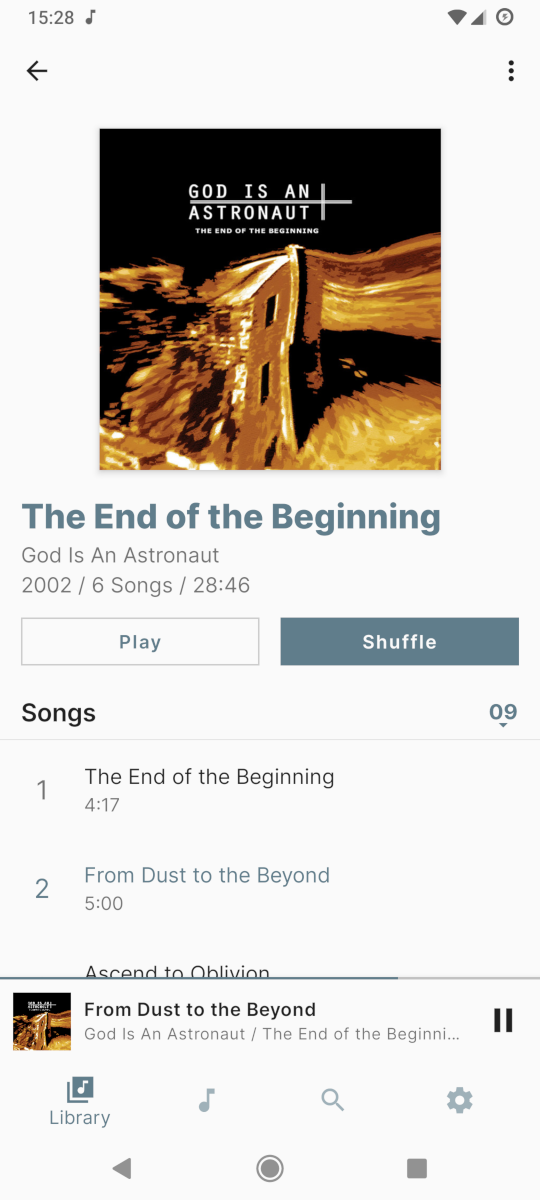 15:28
GOD IS AN
ASTRONAUT
THE END OF THE BEGINNING
The End of the Beginning
God Is An Astronaut
2002 / 6 Songs / 28:46
Play
Shuffle
Songs
09
1
The End of the Beginning
4:17
2
From Dust to the Beyond
5:00
Ascend to Oblivion
From Dust to the Beyond
God Is An Astronaut / The End of the Beginni...
Library